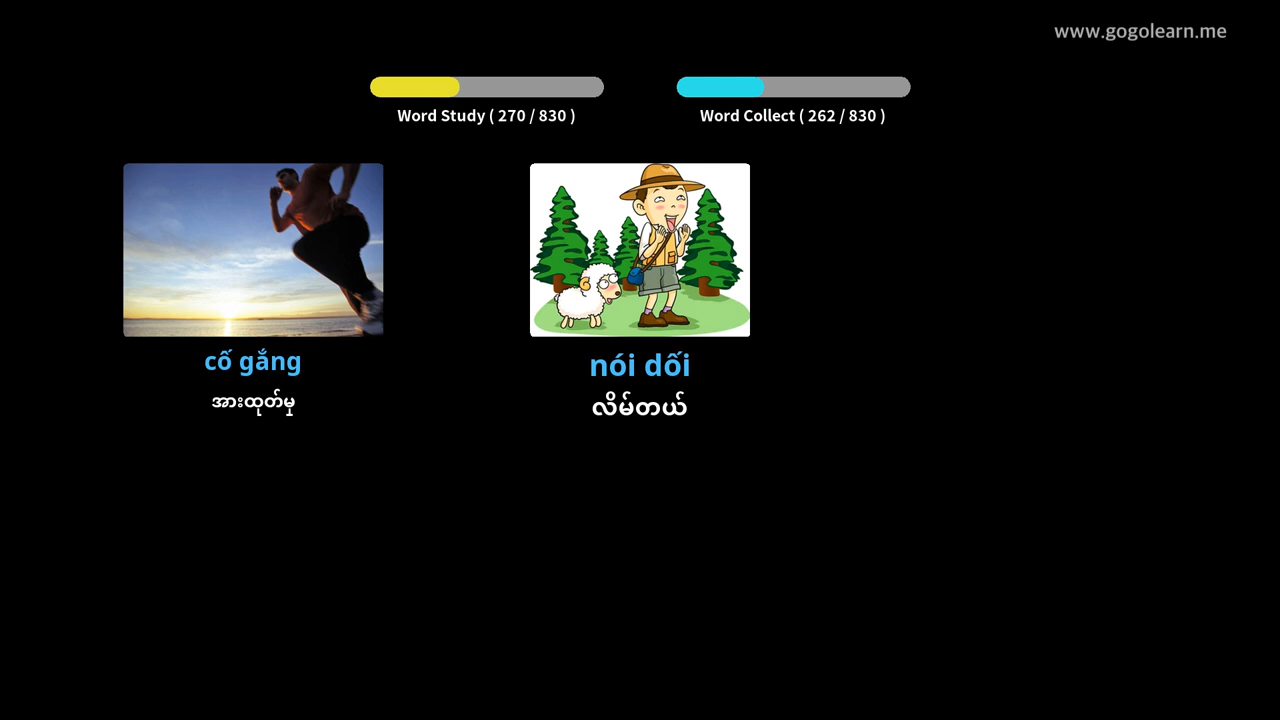 www.gogolearn.me
Word Study ( 270 / 830 )
Word Collect ( 262 / 830 )
cố gắng
အားထုတ်မှု
nói dối
လိမ်တယ်